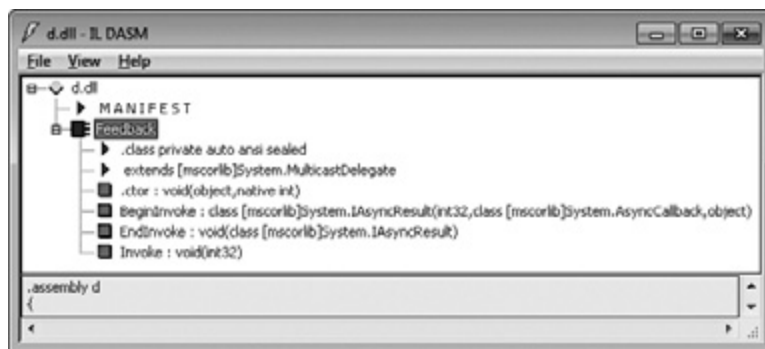 d.dll - IL DASM
File View Help
d.dll
MANIFEST
Feedback
.class private auto ansi sealed
extends [mscorlib]System.MulticastDelegate
.ctor : void(object,native int)
BeginInvoke : class [mscorlib]System.IAsyncResult(int32,class [mscorlib]System.AsyncCallback,object)
EndInvoke : void(class [mscorlib]System.IAsyncResult)
Invoke : void(int32)
.assembly d
{